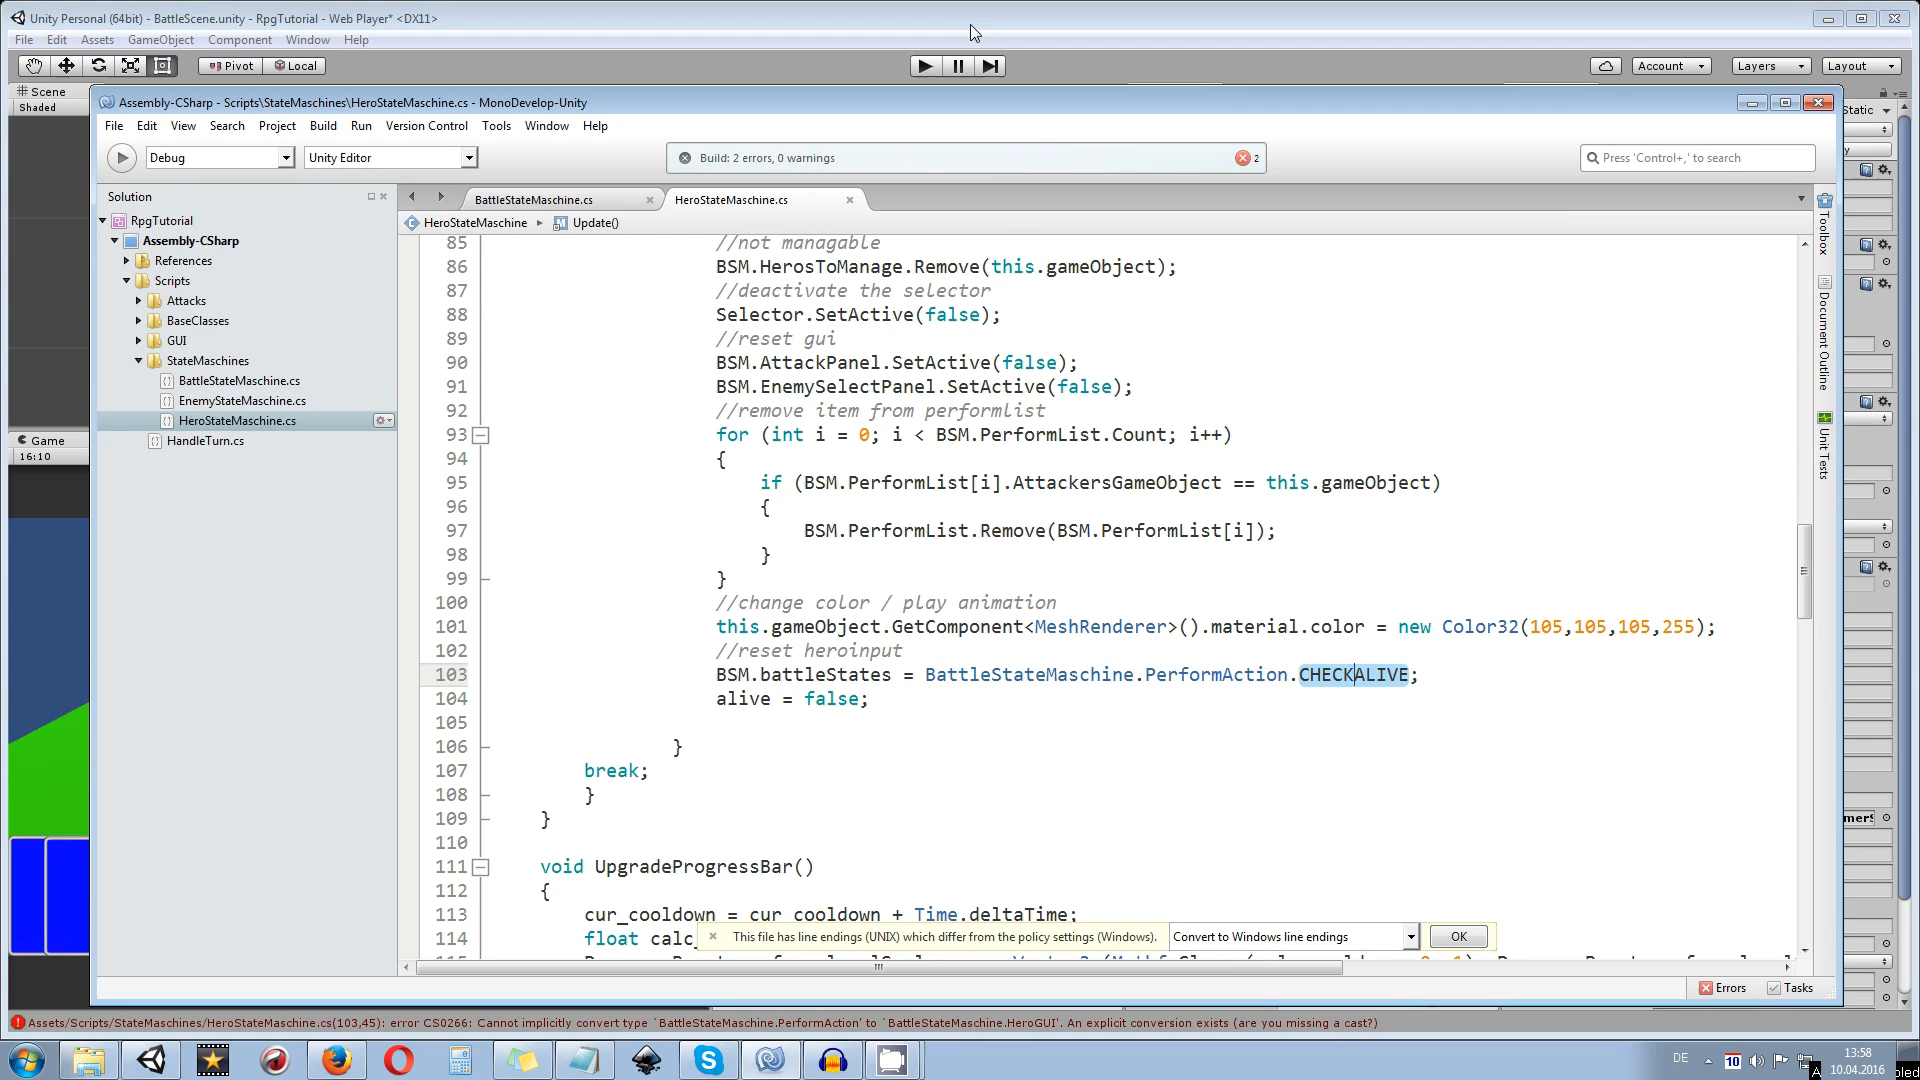 Unity Personal (64bit) - BattleScene.unity - RpgTutorial - Web Player* <DX11>
File Edit Assets GameObject Component Window Help
Pivot Local Account Layers Layout
Scene
Shaded
Static
Assembly-CSharp - Scripts\StateMaschines\HeroStateMaschine.cs - MonoDevelop-Unity
File Edit View Search Project Build Run Version Control Tools Window Help
Debug Unity Editor Build: 2 errors, 0 warnings 2 Press 'Control+,' to search
Solution
RpgTutorial
Assembly-CSharp
References
Scripts
Attacks
BaseClasses
GUI
StateMaschines
BattleStateMaschine.cs
EnemyStateMaschine.cs
HeroStateMaschine.cs
HandleTurn.cs
Game
16:10
BattleStateMaschine.cs HeroStateMaschine.cs
HeroStateMaschine Update()
85 //not managable
86 BSM.HerosToManage.Remove(this.gameObject);
87 //deactivate the selector
88 Selector.SetActive(false);
89 //reset gui
90 BSM.AttackPanel.SetActive(false);
91 BSM.EnemySelectPanel.SetActive(false);
92 //remove item from performlist
93 for (int i = 0; i < BSM.PerformList.Count; i++)
94 {
95 if (BSM.PerformList[i].AttackersGameObject == this.gameObject)
96 {
97 BSM.PerformList.Remove(BSM.PerformList[i]);
98 }
99 }
100 //change color / play animation
101 this.gameObject.GetComponent<MeshRenderer>().material.color = new Color32(105,105,105,255);
102 //reset heroinput
103 BSM.battleStates = BattleStateMaschine.PerformAction.CHECKALIVE;
104 alive = false;
105
106 }
107 break;
108 }
109 }
110
111 void UpgradeProgressBar()
112 {
113 cur_cooldown = cur_cooldown + Time.deltaTime;
114 float calc_
This file has line endings (UNIX) which differ from the policy settings (Windows). Convert to Windows line endings OK
Toolbox
Document Outline
Unit Tests
Errors Tasks
Assets/Scripts/StateMaschines/HeroStateMaschine.cs(103,45): error CS0266: Cannot implicitly convert type `BattleStateMaschine.PerformAction' to `BattleStateMaschine.HeroGUI'. An explicit conversion exists (are you missing a cast?)
DE 10 13:58
10.04.2016